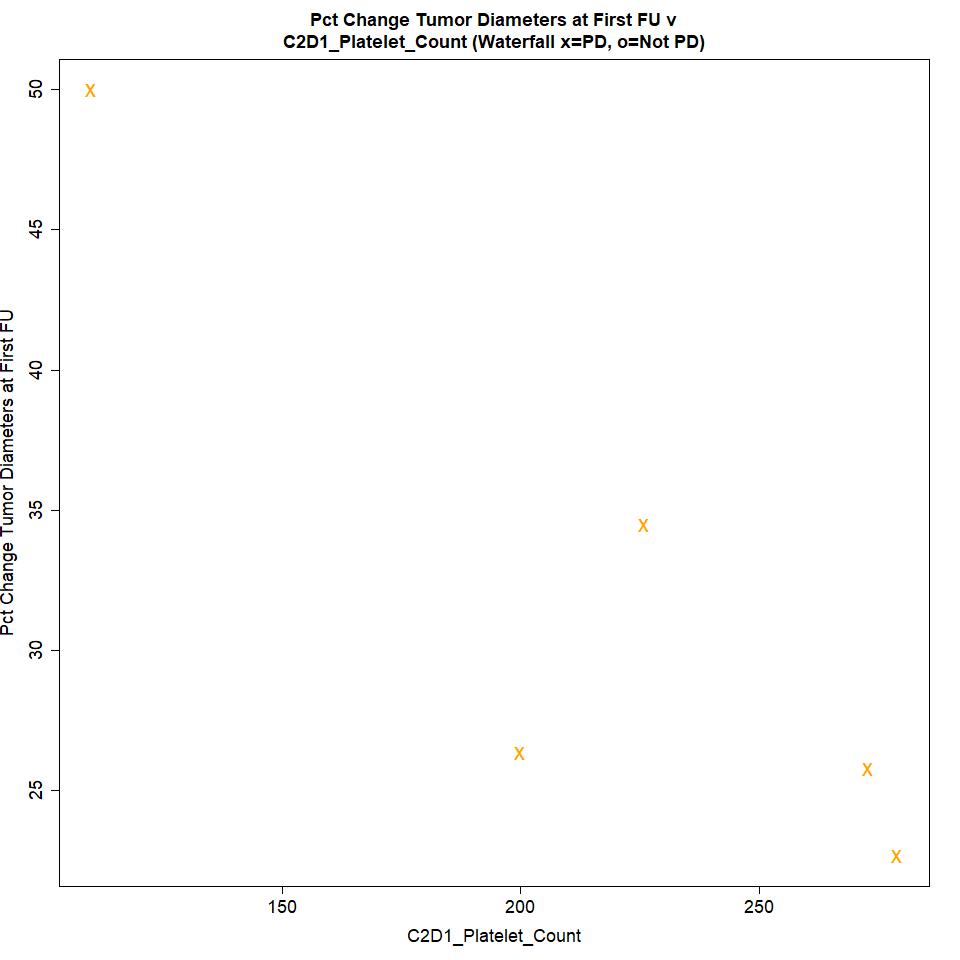 Pct Change Tumor Diameters at First FU v
C2D1_Platelet_Count (Waterfall x=PD, o=Not PD)
Pct Change Tumor Diameters at First FU
50
45
40
35
30
25
X
X
X
X
X
150
200
250
C2D1_Platelet_Count